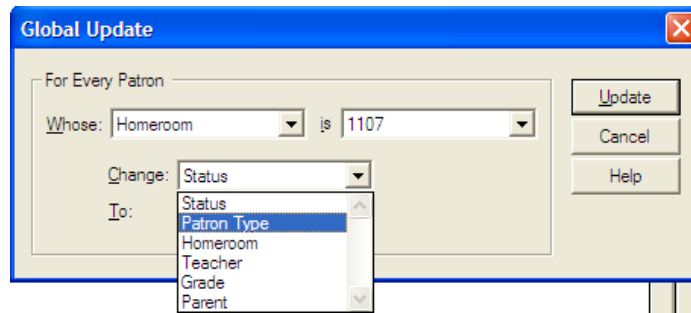 Global Update
For Every Patron
Whose: Homeroom is 1107
Change: Status
To:
Status
Patron Type
Homeroom
Teacher
Grade
Parent
Update
Cancel
Help